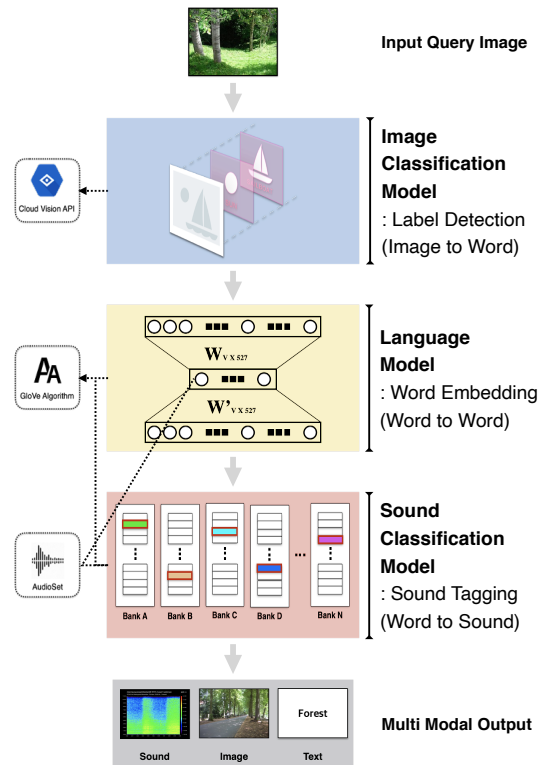 Input Query Image
Image
Classification
Model
: Label Detection
(Image to Word)
Cloud Vision API
Language
Model
: Word Embedding
(Word to Word)
W V X 527
W' V X 527
GloVe Algorithm
Sound
Classification
Model
: Sound Tagging
(Word to Sound)
AudioSet
Bank A
Bank B
Bank C
Bank D
Bank N
Multi Modal Output
Forest
Sound
Image
Text